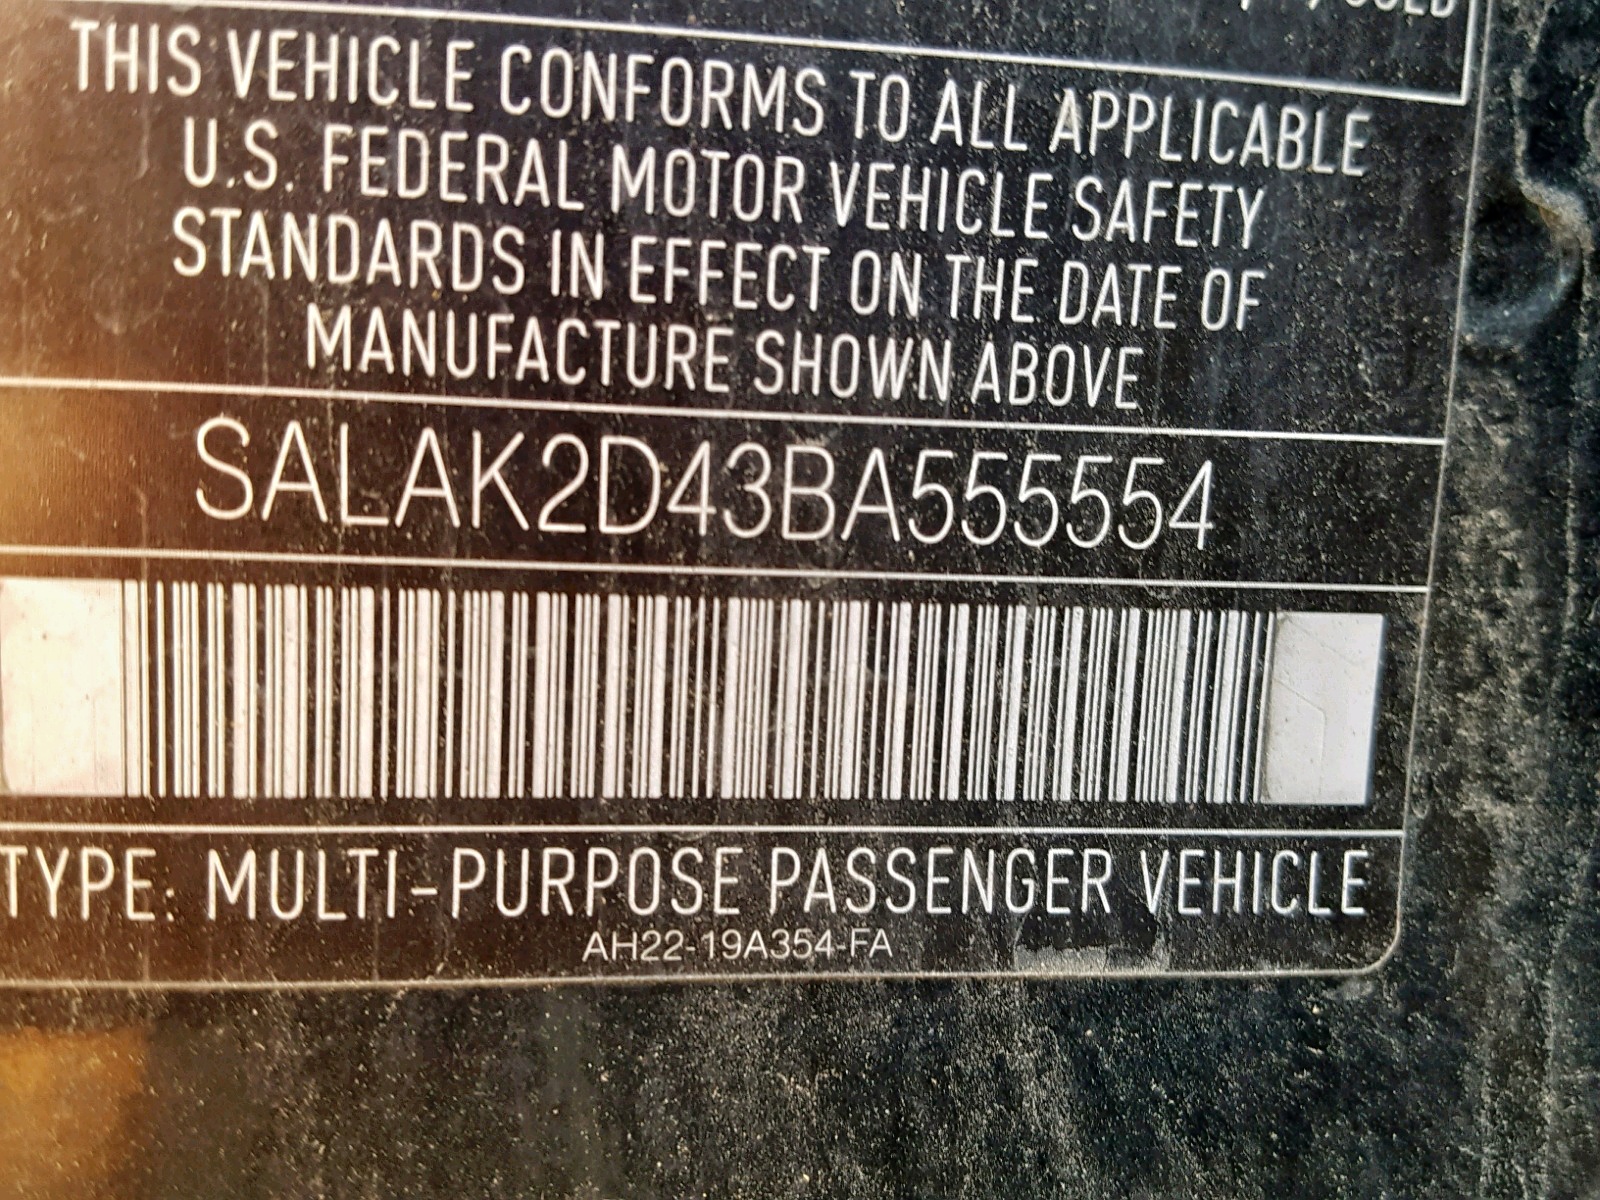 THIS VEHICLE CONFORMS TO ALL APPLICABLE
U.S. FEDERAL MOTOR VEHICLE SAFETY
STANDARDS IN EFFECT ON THE DATE OF
MANUFACTURE SHOWN ABOVE
SALAK2D43BA555554
TYPE: MULTI-PURPOSE PASSENGER VEHICLE
AH22-19A354-FA